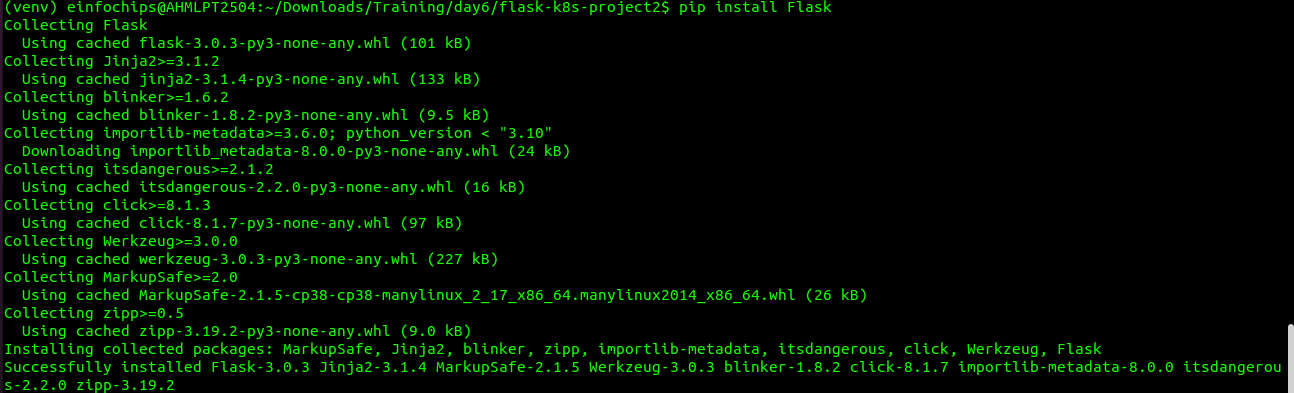 (venv) einfochips@AHMLPT2504:~/Downloads/Training/day6/flask-k8s-project2$ pip install Flask
Collecting Flask
  Using cached flask-3.0.3-py3-none-any.whl (101 kB)
Collecting Jinja2>=3.1.2
  Using cached jinja2-3.1.4-py3-none-any.whl (133 kB)
Collecting blinker>=1.6.2
  Using cached blinker-1.8.2-py3-none-any.whl (9.5 kB)
Collecting importlib-metadata>=3.6.0; python_version < "3.10"
  Downloading importlib_metadata-8.0.0-py3-none-any.whl (24 kB)
Collecting itsdangerous>=2.1.2
  Using cached itsdangerous-2.2.0-py3-none-any.whl (16 kB)
Collecting click>=8.1.3
  Using cached click-8.1.7-py3-none-any.whl (97 kB)
Collecting Werkzeug>=3.0.0
  Using cached werkzeug-3.0.3-py3-none-any.whl (227 kB)
Collecting MarkupSafe>=2.0
  Using cached MarkupSafe-2.1.5-cp38-cp38-manylinux_2_17_x86_64.manylinux2014_x86_64.whl (26 kB)
Collecting zipp>=0.5
  Using cached zipp-3.19.2-py3-none-any.whl (9.0 kB)
Installing collected packages: MarkupSafe, Jinja2, blinker, zipp, importlib-metadata, itsdangerous, click, Werkzeug, Flask
Successfully installed Flask-3.0.3 Jinja2-3.1.4 MarkupSafe-2.1.5 Werkzeug-3.0.3 blinker-1.8.2 click-8.1.7 importlib-metadata-8.0.0 itsdangerou
s-2.2.0 zipp-3.19.2